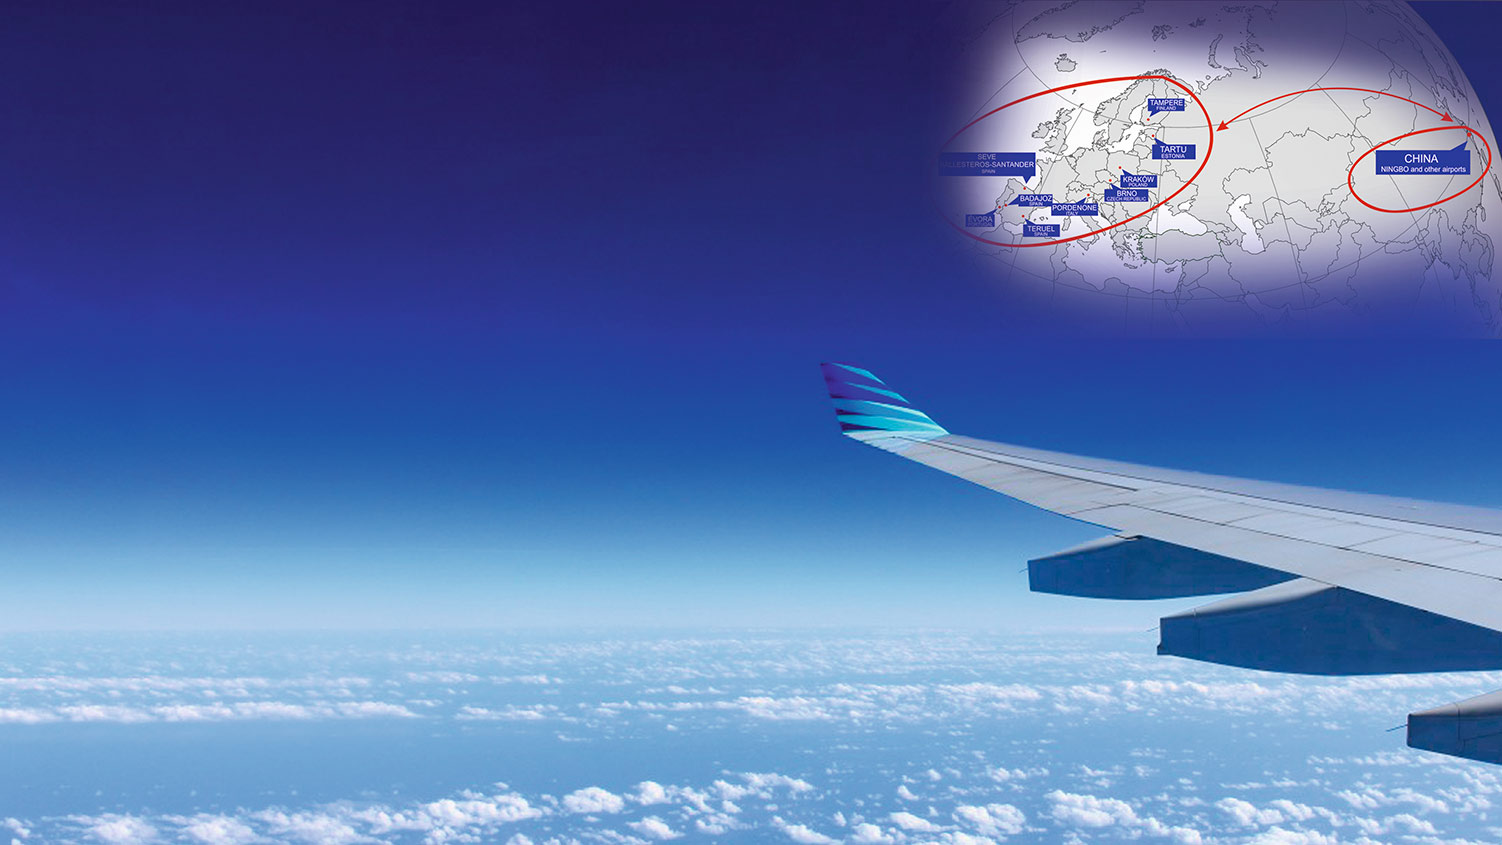 TAMPERE
FINLAND
TARTU
ESTONIA
SEVE
BALLESTEROS-SANTANDER
SPAIN
KRAKÓW
POLAND
BRNO
CZECH REPUBLIC
BADAJOZ
SPAIN
PORDENONE
ITALY
EVORA
TERUEL
SPAIN
CHINA
NINGBO and other airports